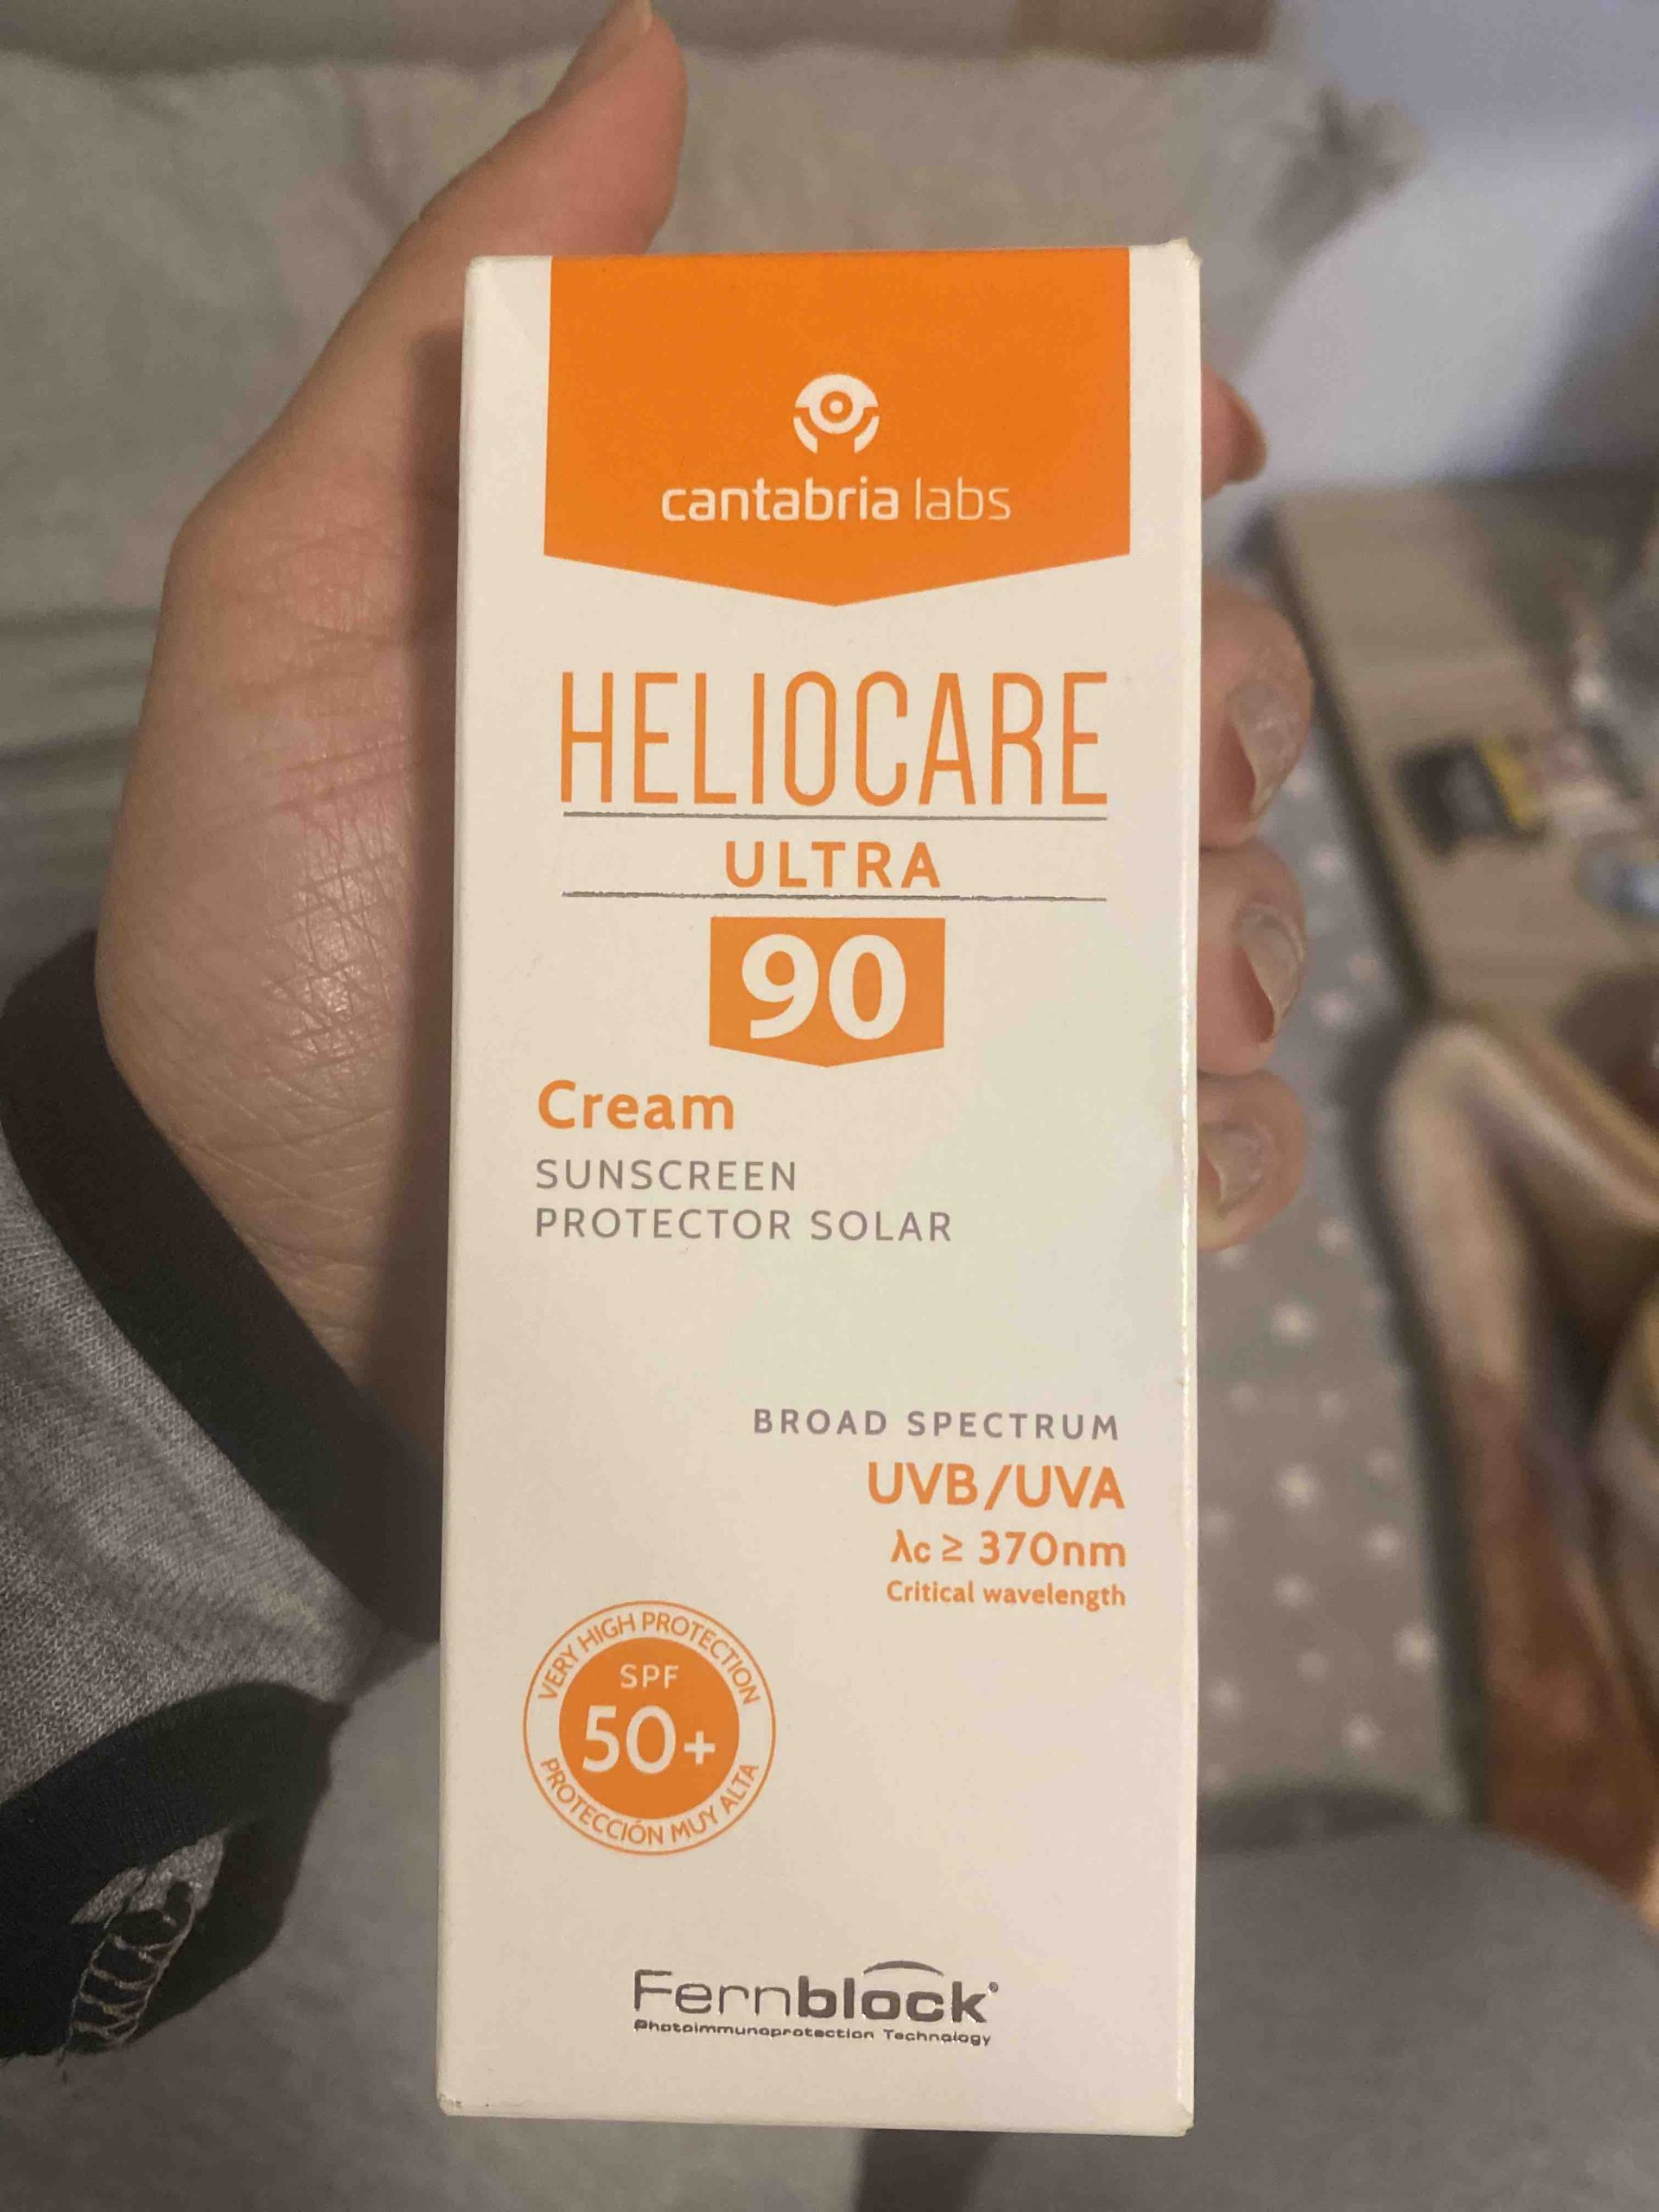 cantabria labs
HELIOCARE
ULTRA
90
Cream
SUNSCREEN
PROTECTOR SOLAR
BROAD SPECTRUM
UVB/UVA
λc ≥ 370nm
Critical wavelength
VERY HIGH PROTECTION
SPF
50+
PROTECCIÓN MUY ALTA
Fernblock®
Photoimmunoprotection Technology